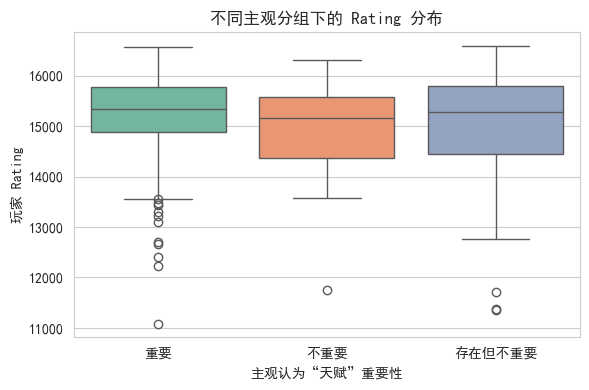 不同主观分组下的 Rating 分布
玩家 Rating
16000
15000
14000
13000
12000
11000
重要
不重要
存在但不重要
主观认为“天赋”重要性